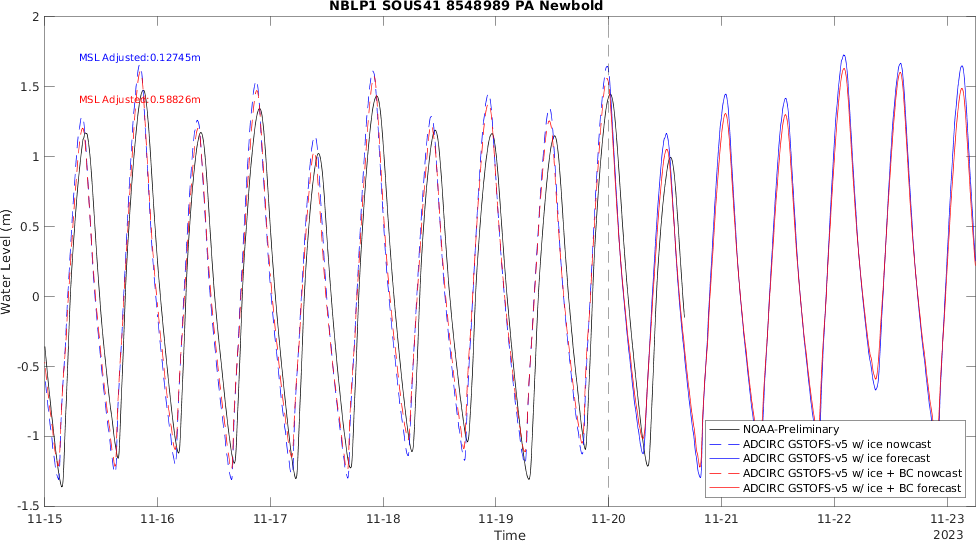 NBLP1 SOUS41 8548989 PA Newbold
2
MSL Adjusted:0.12745m
1.5
MSL Adjusted:0.58826m
1
0.5
Water Level (m)
0
-0.5
-1
NOAA-Preliminary
ADCIRC GSTOFS-v5 w/ ice nowcast
ADCIRC GSTOFS-v5 w/ ice forecast
ADCIRC GSTOFS-v5 w/ ice + BC nowcast
ADCIRC GSTOFS-v5 w/ ice + BC forecast
-1.5
11-15 11-16 11-17 11-18 11-19 11-20 11-21 11-22 11-23
Time 2023